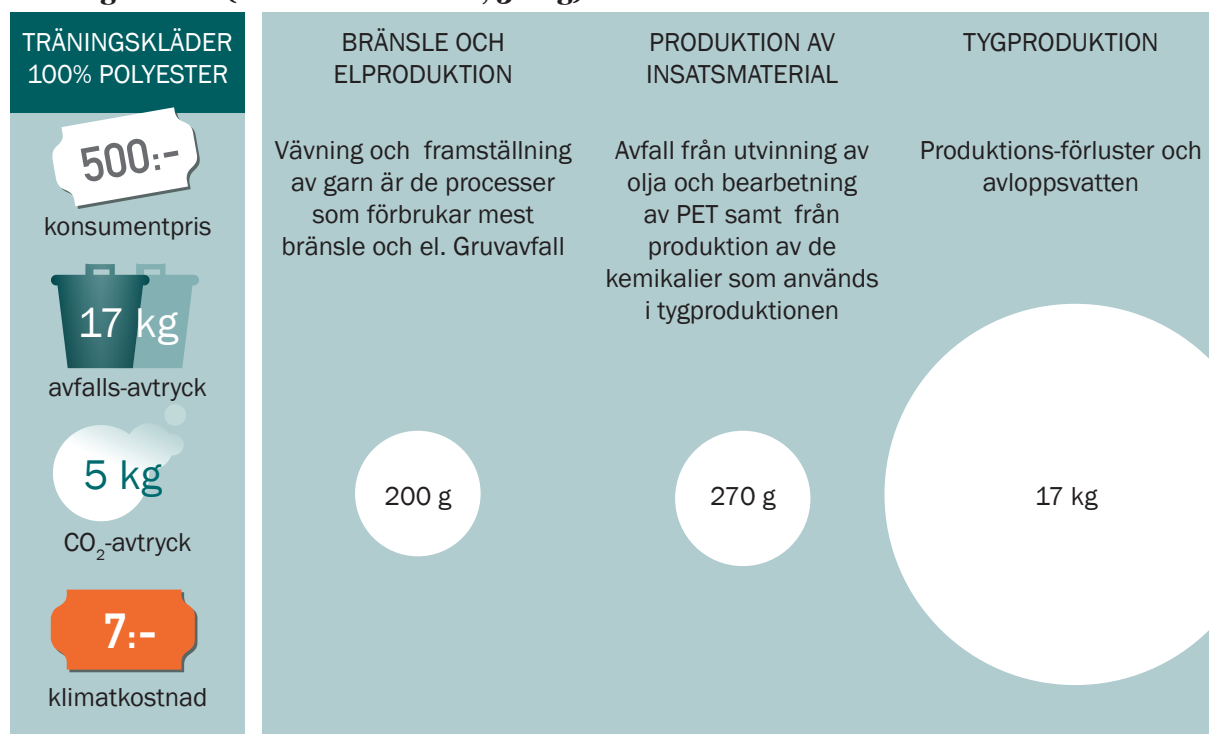 TRÄNINGSKLÄDER
100% POLYESTER
500:-
konsumentpris
17 kg
avfalls-avtryck
5 kg
CO₂-avtryck
7:-
klimatkostnad
BRÄNSLE OCH
ELPRODUKTION
Vävning och framställning
av garn är de processer
som förbrukar mest
bränsle och el. Gruvavfall
200 g
PRODUKTION AV
INSATSMATERIAL
Avfall från utvinning av
olja och bearbetning
av PET samt från
produktion av de
kemikalier som används
i tygproduktionen
270 g
TYGPRODUKTION
Produktions-förluster och
avloppsvatten
17 kg